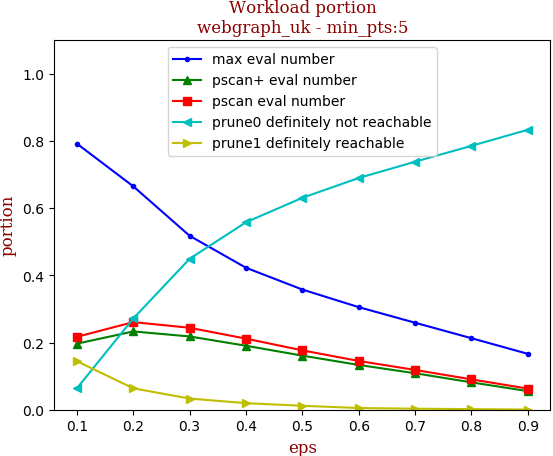 Workload portion
webgraph_uk - min_pts:5
max eval number
pscan+ eval number
pscan eval number
prune0 definitely not reachable
prune1 definitely reachable
portion
1.0
0.8
0.6
0.4
0.2
0.0
0.1 0.2 0.3 0.4 0.5 0.6 0.7 0.8 0.9
eps